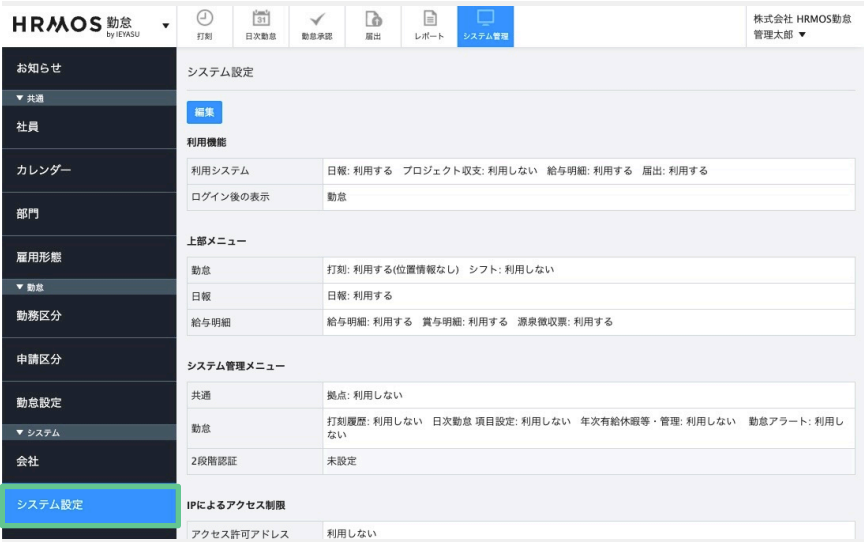 HRMOS 勤怠 ▼
by IEYASU
打刻
31
日次勤怠
勤怠承認
届出
レポート
システム管理
株式会社 HRMOS勤怠
管理太郎 ▼
お知らせ
▼ 共通
社員
カレンダー
部門
雇用形態
▼ 勤怠
勤務区分
申請区分
勤怠設定
▼ システム
会社
システム設定
システム設定
編集
利用機能
利用システム 日報: 利用する プロジェクト収支: 利用しない 給与明細: 利用する 届出: 利用する
ログイン後の表示 勤怠
上部メニュー
勤怠 打刻: 利用する(位置情報なし) シフト: 利用しない
日報 日報: 利用する
給与明細 給与明細: 利用する 賞与明細: 利用する 源泉徴収票: 利用する
システム管理メニュー
共通 拠点: 利用しない
勤怠 打刻履歴: 利用しない 日次勤怠 項目設定: 利用しない 年次有給休暇等・管理: 利用しない 勤怠アラート: 利用し
ない
2段階認証 未設定
IPによるアクセス制限
アクセス許可アドレス 利用しない